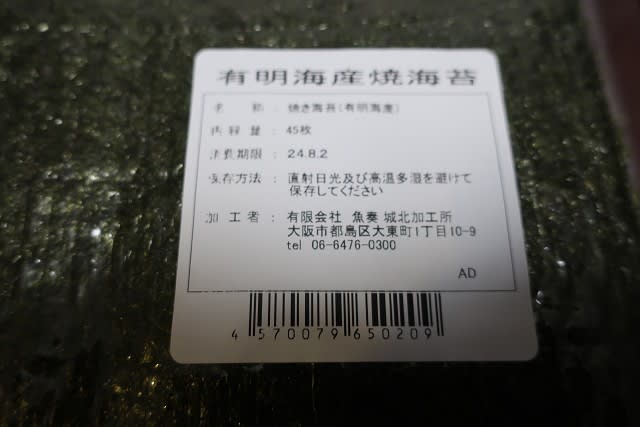 有明海産焼海苔
名 称 : 焼き海苔(有明海産)
内容量 : 45枚
消費期限 : 24.8.2
保存方法 : 直射日光及び高温多湿を避けて
保存してください
加工者 : 有限会社 魚奏 城北加工所
大阪市都島区大東町1丁目10-9
tel 06-6476-0300
AD
4 570079 650209